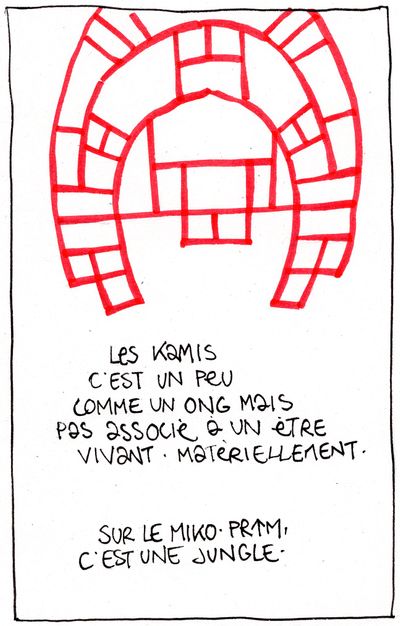 Les Kamis
c'est un peu
comme un ong mais
pas associé à un être
vivant. matériellement.
sur le miko. prtm,
c'est une jungle.